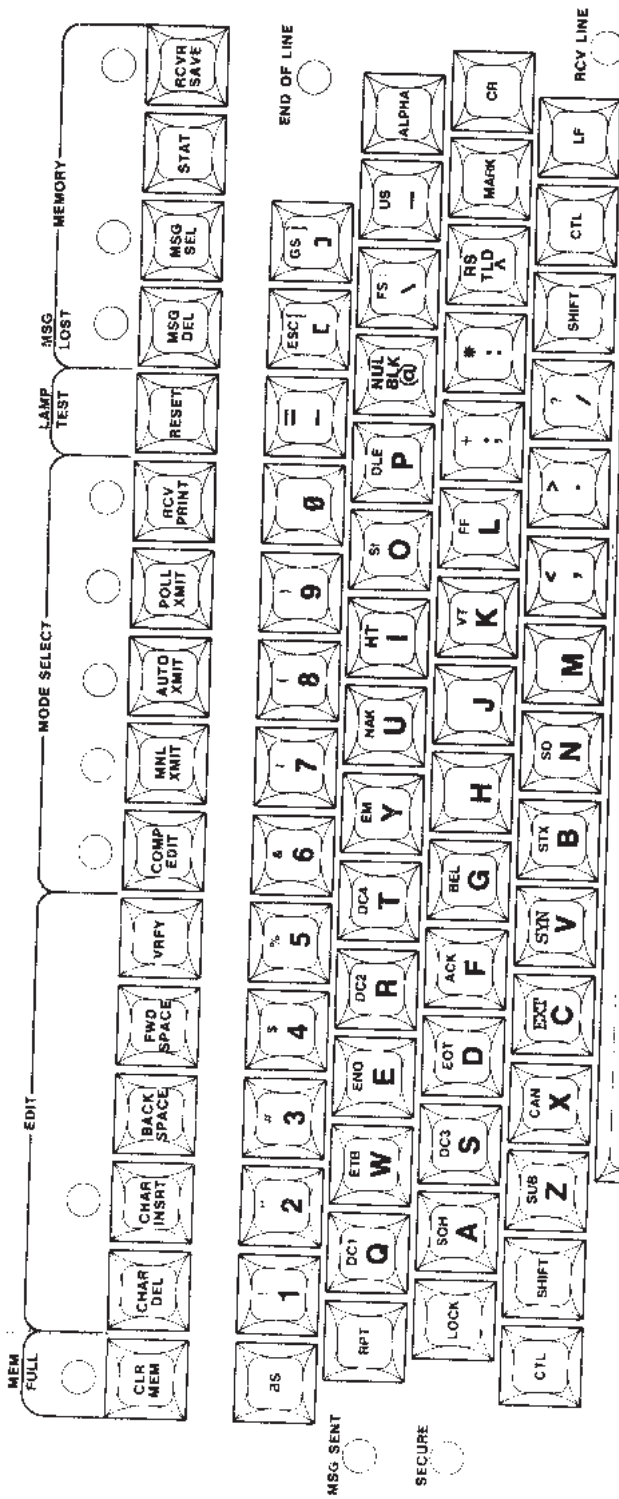 MEM FULL
EDIT
MODE SELECT
LAMP TEST
MSG LOST
MEMORY
CLR MEM
CHAR DEL
CHAR INSRT
BACK SPACE
FWD SPACE
VRFY
COMP EDIT
MNL XMIT
AUTO XMIT
POLL XMIT
RCV PRINT
RESET
MSG DEL
MSG SEL
STAT
RCVR SAVE
MSG SENT
SECURE
END OF LINE
RCV LINE
1
" 2
# 3
$ 4
% 5
& 6
7
( 8
) 9
0
= -
ESC [
GS ] ]
RPT
DC1 Q
ETB W
ENQ E
DC2 R
DC4 T
EM Y
NAK U
HT I
SI O
DLE P
NUL BLK @
FS \
US _
ALPHA
LOCK
SOH A
DC3 S
EOT D
ACK F
BEL G
H
J
VT K
FF L
+ ;
* :
RS TLD ^
MARK
CR
CTL
SHIFT
SUB Z
CAN X
EXT C
SYN V
STX B
SO N
M
< ,
> .
? /
SHIFT
CTL
LF